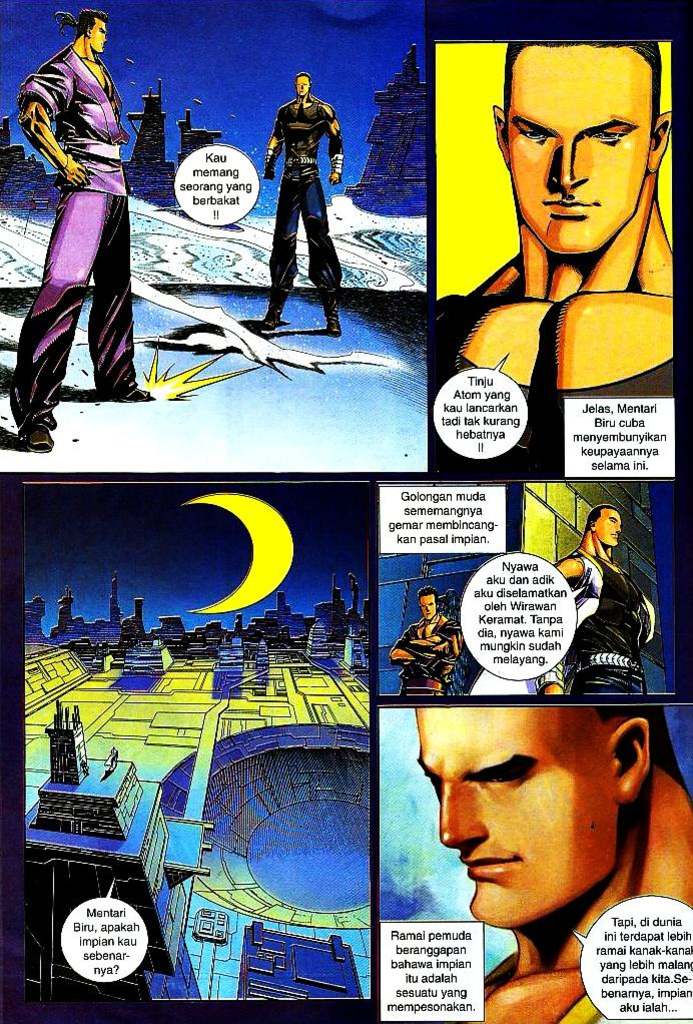 Kau
memang
seorang yang
berbakat
!!
Tinju
Atom yang
kau lancarkan
tadi tak kurang
hebatnya
!!
Jelas, Mentari
Biru cuba
menyembunyikan
keupayaannya
selama ini.
Mentari
Biru, apakah
impian kau
sebenar-
nya?
Golongan muda
sememangnya
gemar membincang-
kan pasal impian.
Nyawa
aku dan adik
aku diselamatkan
oleh Wirawan
Keramat. Tanpa
dia, nyawa kami
mungkin sudah
melayang.
Ramai pemuda
beranggapan
bahawa impian
itu adalah
sesuatu yang
mempesonakan.
Tapi, di dunia
ini terdapat lebih
ramai kanak-kanak
yang lebih malang
daripada kita.Se-
benarnya, impian
aku ialah...